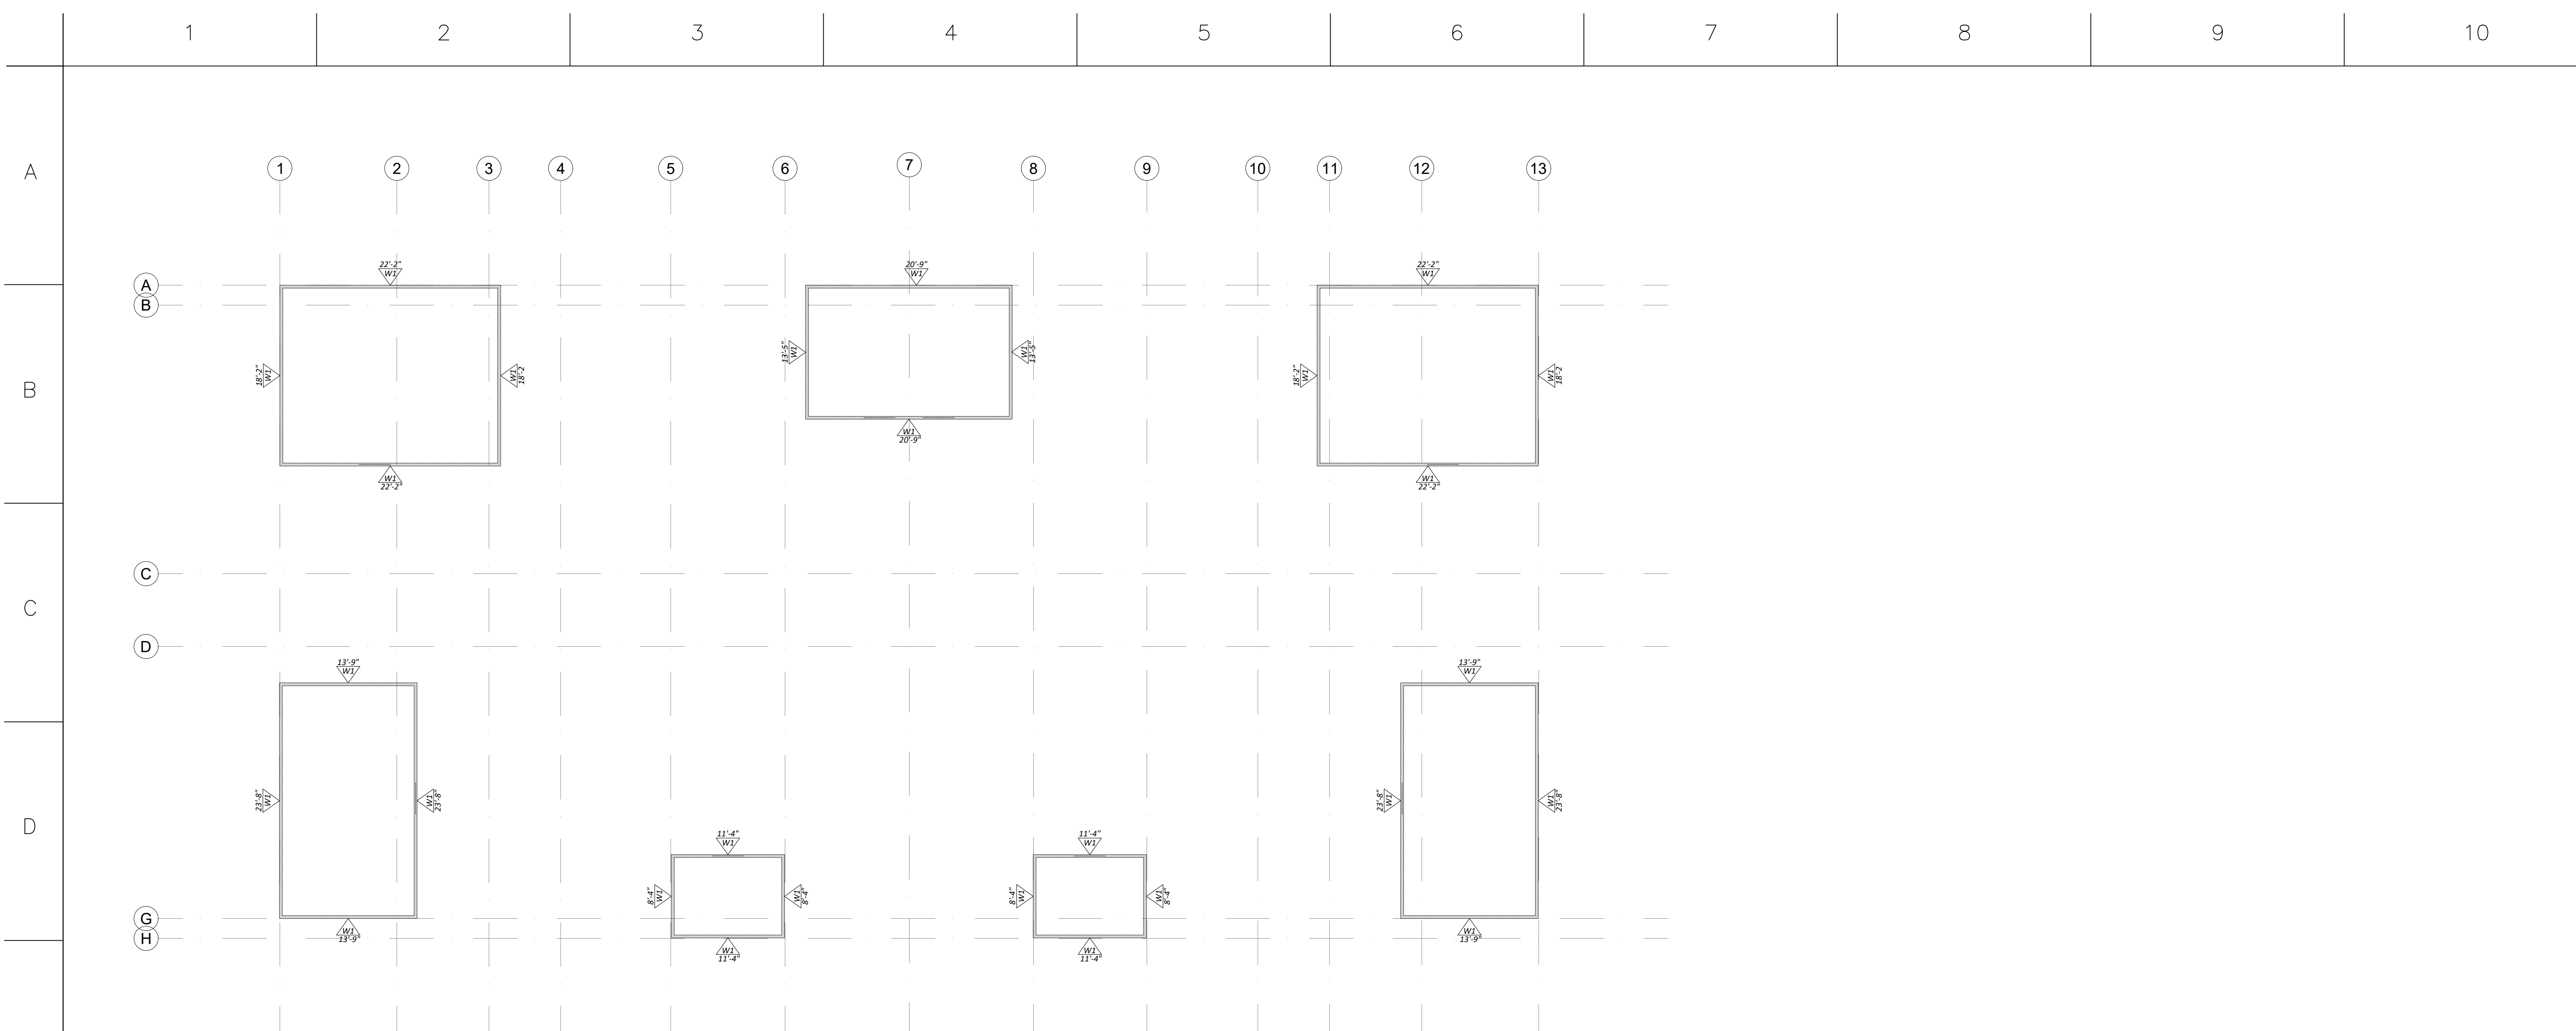 1 2 3 4 5 6 7 8 9 10
A
1 2 3 4 5 6 7 8 9 10 11 12 13
22'-2" 20'-9" 22'-2"
W1 W1 W1
A
B
13'-5" W1 W1 13'-5"
18'-2" W1 W1 18'-2 18'-2" W1 W1 18'-2
B
W1 
20'-9"
W1 W1
22'-2" 22'-2"
C
C
D
13'-9" 13'-9"
W1 W1
23'-8" W1 W1 23'-8" 23'-8" W1 W1 23'-8"
D
11'-4" 11'-4"
W1 W1
8'-4" W1 W1 8'-4" 8'-4" W1 W1 8'-4"
G
W1 W1
13'-9" 13'-9"
H
W1 W1
11'-4" 11'-4"